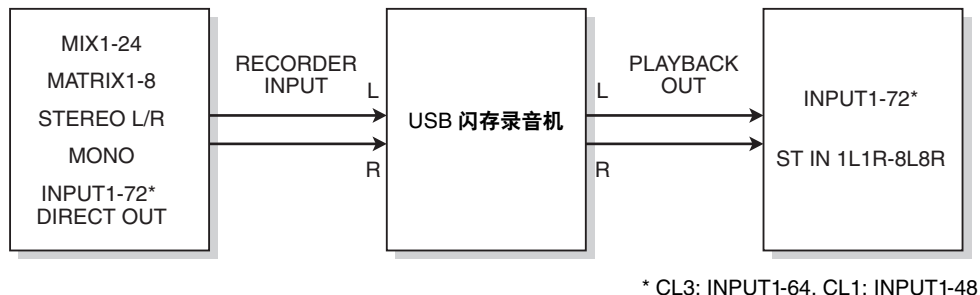 MIX1-24
MATRIX1-8
STEREO L/R
MONO
INPUT1-72*
DIRECT OUT
RECORDER
INPUT
L
R
USB 闪存录音机
PLAYBACK
OUT
L
R
INPUT1-72*
ST IN 1L1R-8L8R
* CL3: INPUT1-64, CL1: INPUT1-48